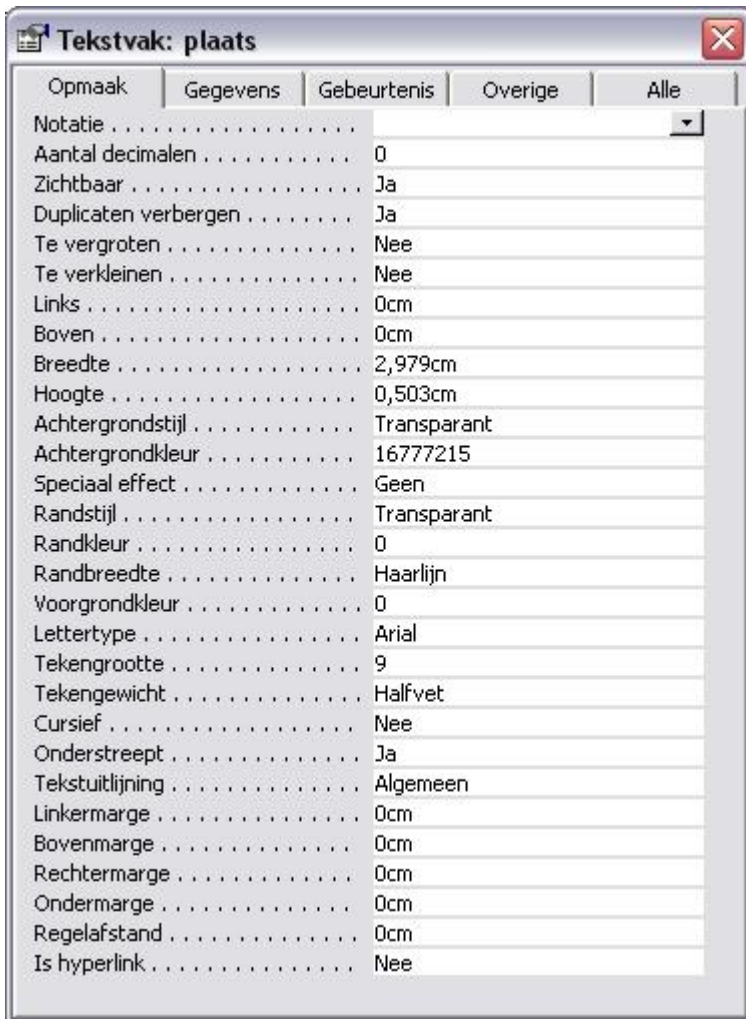 Tekstvak: plaats
Opmaak Gegevens Gebeurtenis Overige Alle
Notatie . . . . . . . . . . . . . . . . . .
Aantal decimalen . . . . . . . . . . . 0
Zichtbaar . . . . . . . . . . . . . . . . . Ja
Duplicaten verbergen . . . . . . . . Ja
Te vergroten . . . . . . . . . . . . . . Nee
Te verkleinen . . . . . . . . . . . . . . Nee
Links . . . . . . . . . . . . . . . . . . . . 0cm
Boven . . . . . . . . . . . . . . . . . . . 0cm
Breedte . . . . . . . . . . . . . . . . . . 2,979cm
Hoogte . . . . . . . . . . . . . . . . . . 0,503cm
Achtergrondstijl . . . . . . . . . . . . Transparant
Achtergrondkleur . . . . . . . . . . . 16777215
Speciaal effect . . . . . . . . . . . . . Geen
Randstijl . . . . . . . . . . . . . . . . . Transparant
Randkleur . . . . . . . . . . . . . . . . 0
Randbreedte . . . . . . . . . . . . . . Haarlijn
Voorgrondkleur . . . . . . . . . . . . . 0
Lettertype . . . . . . . . . . . . . . . . Arial
Tekengrootte . . . . . . . . . . . . . . 9
Tekengewicht . . . . . . . . . . . . . . Halfvet
Cursief . . . . . . . . . . . . . . . . . . Nee
Onderstreept . . . . . . . . . . . . . . Ja
Tekstuitlijning . . . . . . . . . . . . . Algemeen
Linkermarge . . . . . . . . . . . . . . . 0cm
Bovenmarge . . . . . . . . . . . . . . 0cm
Rechtermarge . . . . . . . . . . . . . 0cm
Ondermarge . . . . . . . . . . . . . . 0cm
Regelafstand . . . . . . . . . . . . . . 0cm
Is hyperlink . . . . . . . . . . . . . . . Nee